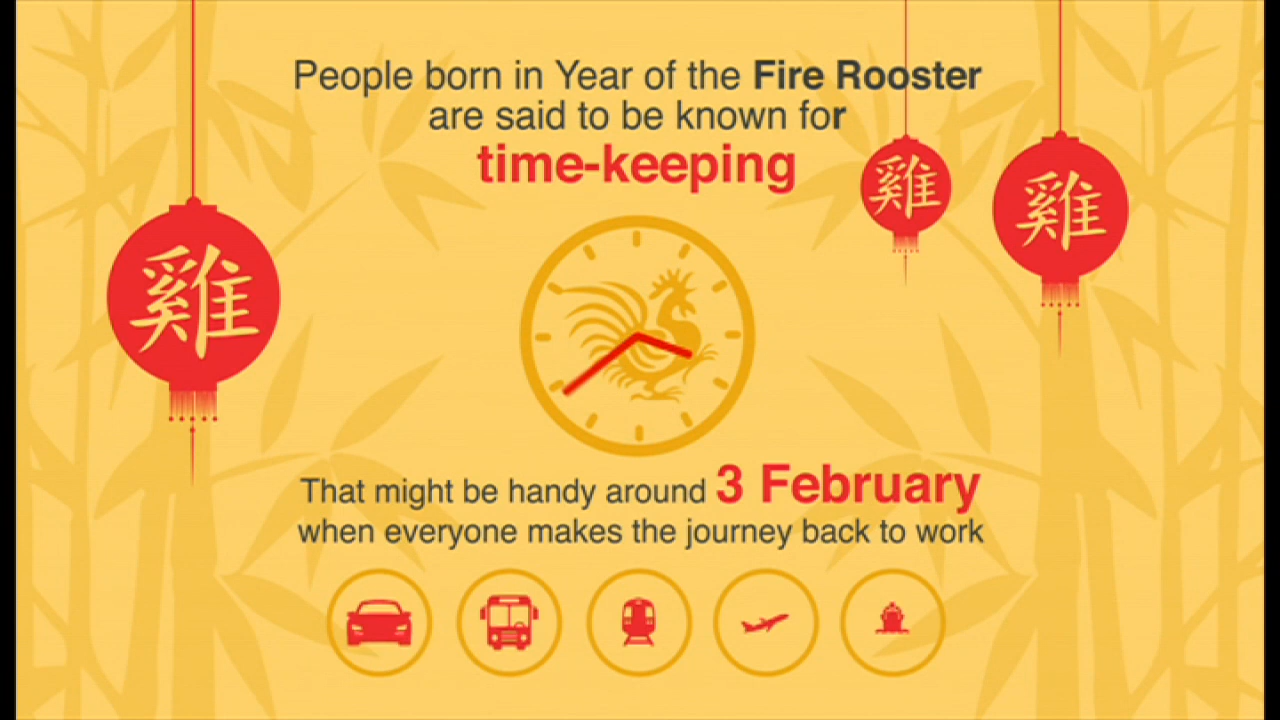 People born in Year of the Fire Rooster
are said to be known for
time-keeping
雞
雞
雞
That might be handy around 3 February
when everyone makes the journey back to work